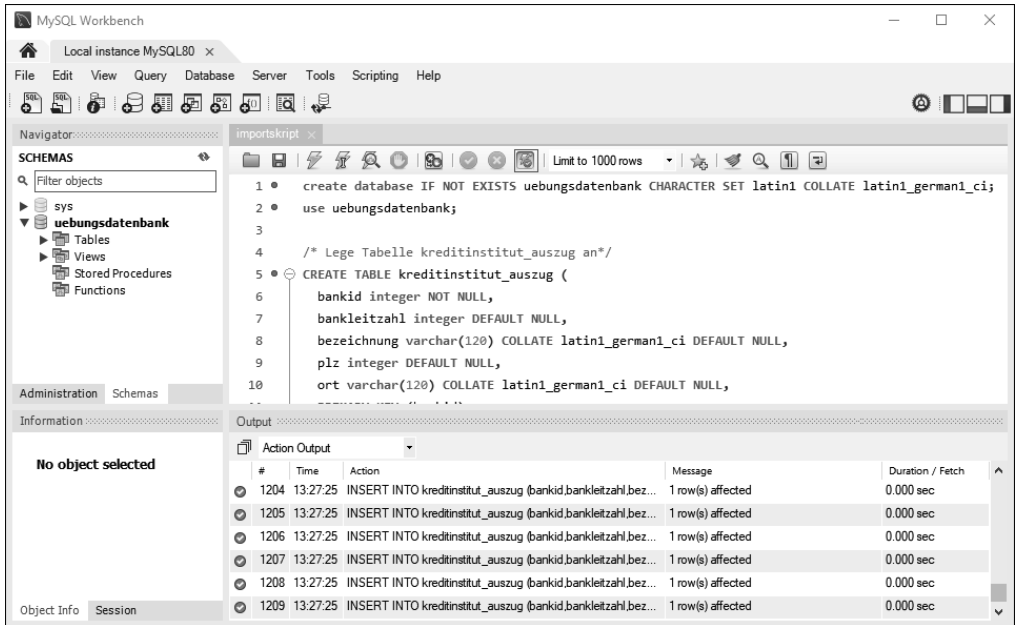 MySQL Workbench
Local instance MySQL80 ×
File Edit View Query Database Server Tools Scripting Help
Navigator
SCHEMAS
Filter objects
sys
uebungsdatenbank
Tables
Views
Stored Procedures
Functions
Administration Schemas
Information
No object selected
Object Info Session
importskript ×
Limit to 1000 rows
1 create database IF NOT EXISTS uebungsdatenbank CHARACTER SET latin1 COLLATE latin1_german1_ci;
2 use uebungsdatenbank;
3
4 /* Lege Tabelle kreditinstitut_auszug an*/
5 CREATE TABLE kreditinstitut_auszug (
6 bankid integer NOT NULL,
7 bankleitzahl integer DEFAULT NULL,
8 bezeichnung varchar(120) COLLATE latin1_german1_ci DEFAULT NULL,
9 plz integer DEFAULT NULL,
10 ort varchar(120) COLLATE latin1_german1_ci DEFAULT NULL,
Output
Action Output
# Time Action Message Duration / Fetch
1204 13:27:25 INSERT INTO kreditinstitut_auszug (bankid,bankleitzahl,bez... 1 row(s) affected 0.000 sec
1205 13:27:25 INSERT INTO kreditinstitut_auszug (bankid,bankleitzahl,bez... 1 row(s) affected 0.000 sec
1206 13:27:25 INSERT INTO kreditinstitut_auszug (bankid,bankleitzahl,bez... 1 row(s) affected 0.000 sec
1207 13:27:25 INSERT INTO kreditinstitut_auszug (bankid,bankleitzahl,bez... 1 row(s) affected 0.000 sec
1208 13:27:25 INSERT INTO kreditinstitut_auszug (bankid,bankleitzahl,bez... 1 row(s) affected 0.000 sec
1209 13:27:25 INSERT INTO kreditinstitut_auszug (bankid,bankleitzahl,bez... 1 row(s) affected 0.000 sec